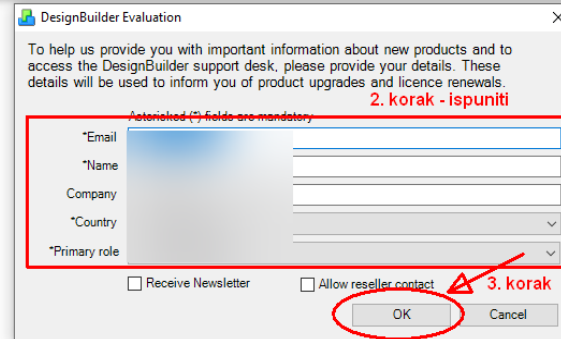 DesignBuilder Evaluation
To help us provide you with important information about new products and to
access the DesignBuilder support desk, please provide your details. These
details will be used to inform you of product upgrades and licence renewals.
2. korak - ispuniti
Asterisked (*) fields are mandatory
*Email
*Name
Company
*Country
*Primary role
Receive Newsletter
Allow reseller contact
3. korak
OK
Cancel